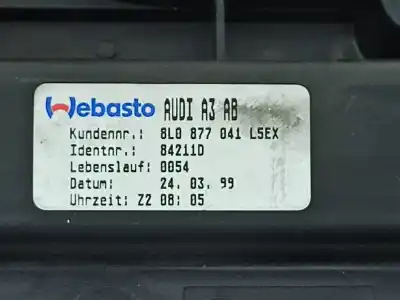 Webasto AUDI A3 AB
Kundennr.: 8L0 877 041 L5EX
Identnr.: 84211D
Lebenslauf: 0054
Datum: 24. 03. 99
Uhrzeit: Z2 08:05